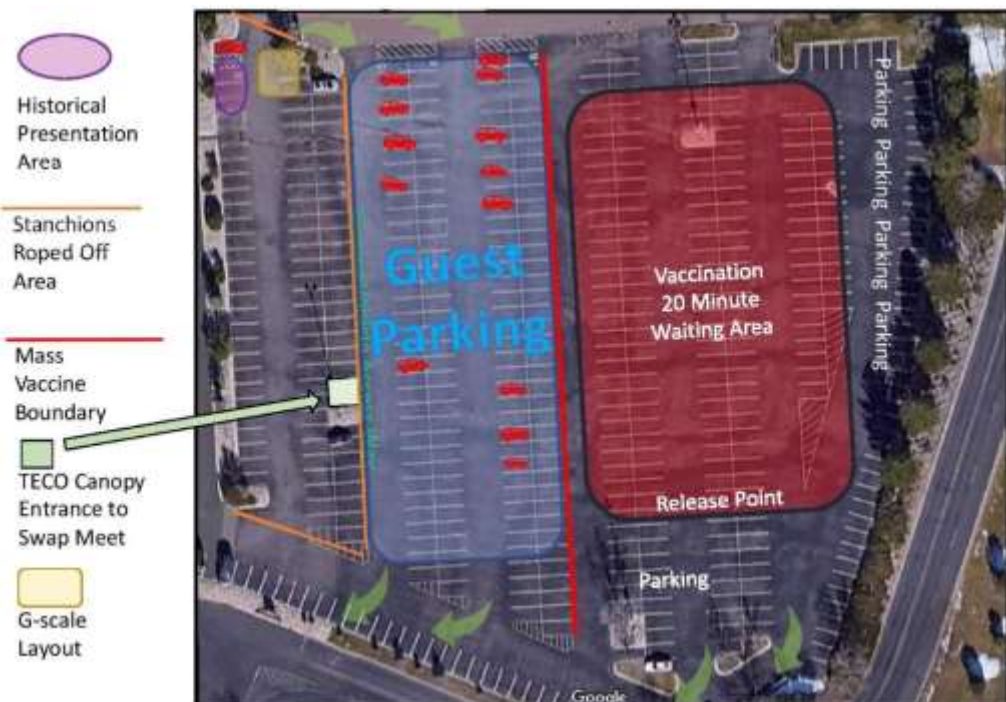 Historical
Presentation
Area
Stanchions
Roped Off
Area
Mass
Vaccine
Boundary
TECO Canopy
Entrance to
Swap Meet
G-scale
Layout
Guest
Parking
Vaccination
20 Minute
Waiting Area
Release Point
Parking
Parking Parking Parking Parking
Google